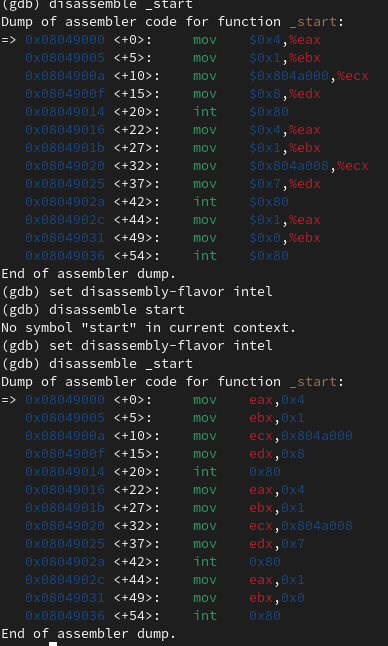 (gdb) disassemble _start
Dump of assembler code for function _start:
=> 0x08049000 <+0>:    mov    $0x4,%eax
   0x08049005 <+5>:    mov    $0x1,%ebx
   0x0804900a <+10>:    mov    $0x804a000,%ecx
   0x0804900f <+15>:    mov    $0x8,%edx
   0x08049014 <+20>:    int    $0x80
   0x08049016 <+22>:    mov    $0x4,%eax
   0x0804901b <+27>:    mov    $0x1,%ebx
   0x08049020 <+32>:    mov    $0x804a008,%ecx
   0x08049025 <+37>:    mov    $0x7,%edx
   0x0804902a <+42>:    int    $0x80
   0x0804902c <+44>:    mov    $0x1,%eax
   0x08049031 <+49>:    mov    $0x0,%ebx
   0x08049036 <+54>:    int    $0x80
End of assembler dump.
(gdb) set disassembly-flavor intel
(gdb) disassemble start
No symbol "start" in current context.
(gdb) set disassembly-flavor intel
(gdb) disassemble _start
Dump of assembler code for function _start:
=> 0x08049000 <+0>:    mov    eax,0x4
   0x08049005 <+5>:    mov    ebx,0x1
   0x0804900a <+10>:    mov    ecx,0x804a000
   0x0804900f <+15>:    mov    edx,0x8
   0x08049014 <+20>:    int    0x80
   0x08049016 <+22>:    mov    eax,0x4
   0x0804901b <+27>:    mov    ebx,0x1
   0x08049020 <+32>:    mov    ecx,0x804a008
   0x08049025 <+37>:    mov    edx,0x7
   0x0804902a <+42>:    int    0x80
   0x0804902c <+44>:    mov    eax,0x1
   0x08049031 <+49>:    mov    ebx,0x0
   0x08049036 <+54>:    int    0x80
End of assembler dump.